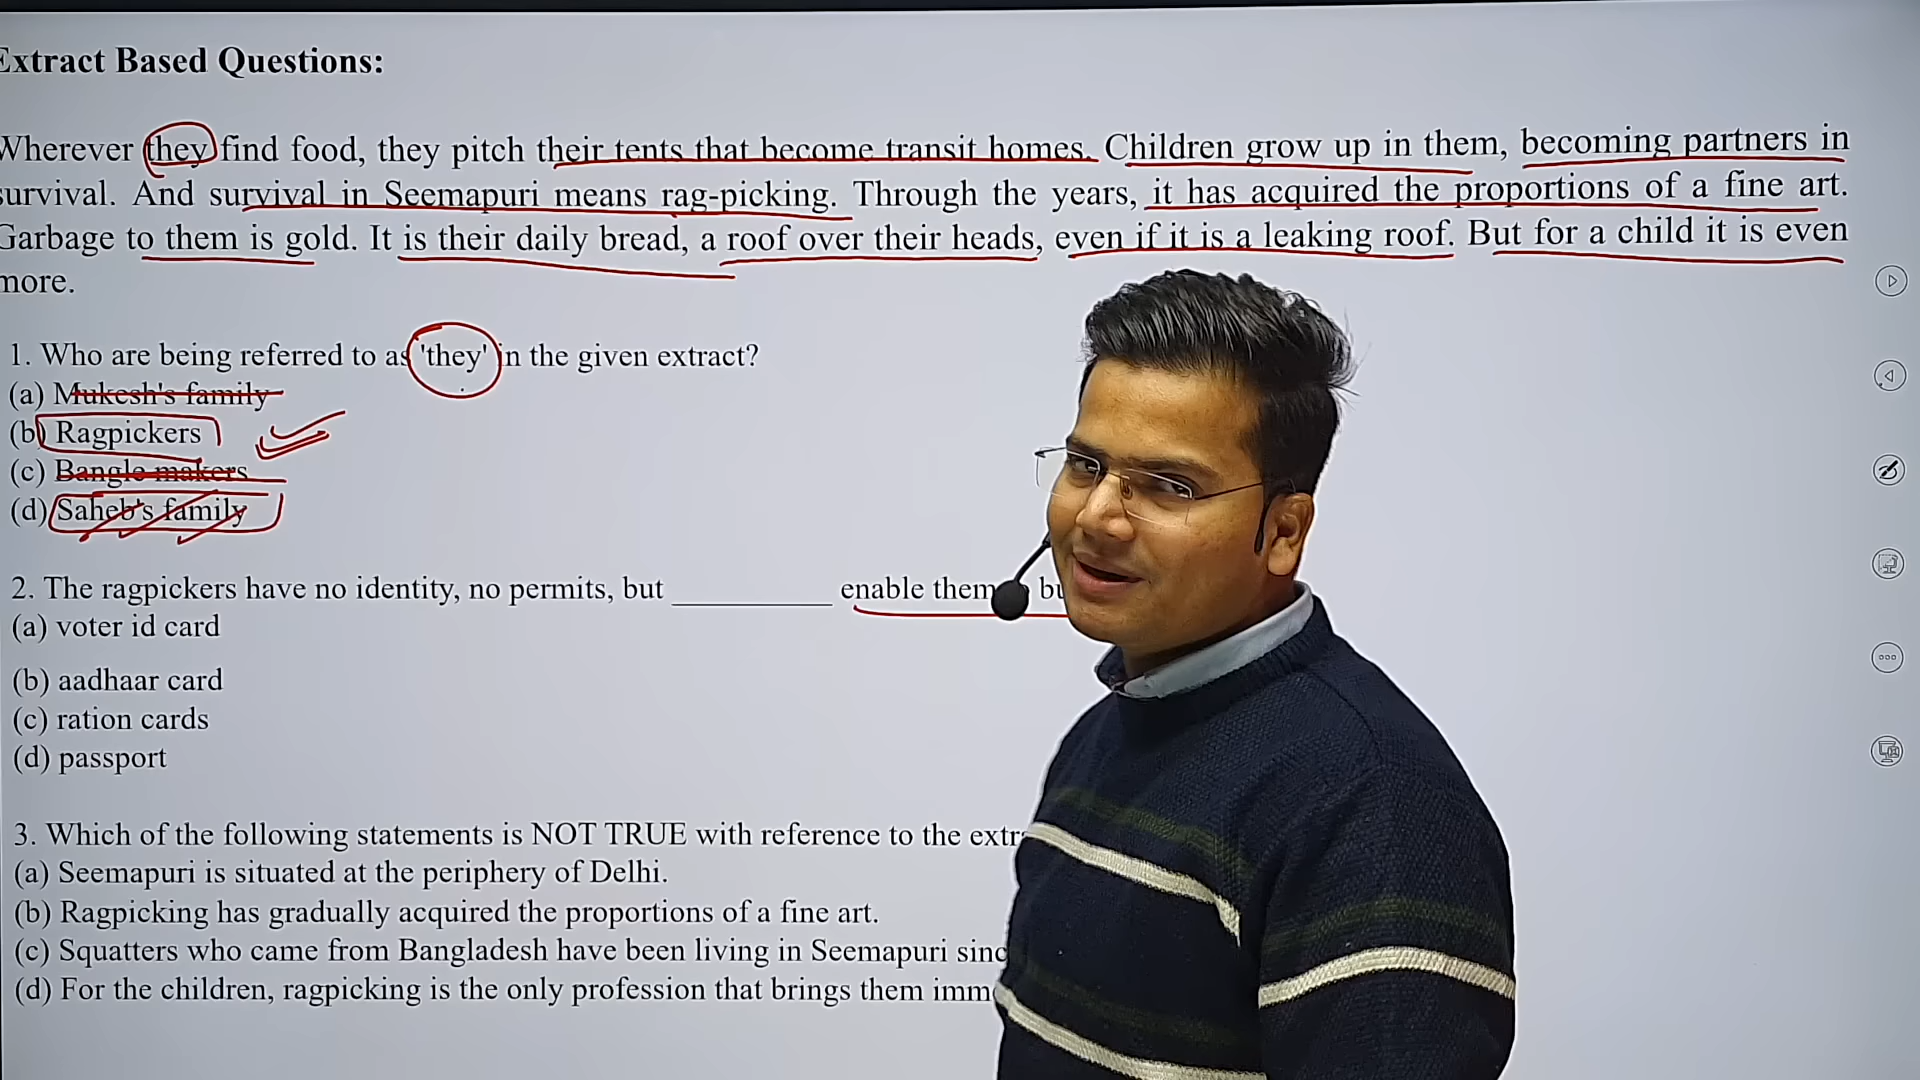 Extract Based Questions:
Wherever they find food, they pitch their tents that become transit homes. Children grow up in them, becoming partners in
survival. And survival in Seemapuri means rag-picking. Through the years, it has acquired the proportions of a fine art.
Garbage to them is gold. It is their daily bread, a roof over their heads, even if it is a leaking roof. But for a child it is even
more.
1. Who are being referred to as 'they' in the given extract?
(a) Mukesh's family
(b) Ragpickers
(c) Bangle makers
(d) Saheb's family
2. The ragpickers have no identity, no permits, but __________ enable them
(a) voter id card
(b) aadhaar card
(c) ration cards
(d) passport
3. Which of the following statements is NOT TRUE with reference to the
(a) Seemapuri is situated at the periphery of Delhi.
(b) Ragpicking has gradually acquired the proportions of a fine art.
(c) Squatters who came from Bangladesh have been living in Seemapuri
(d) For the children, ragpicking is the only profession that brings them